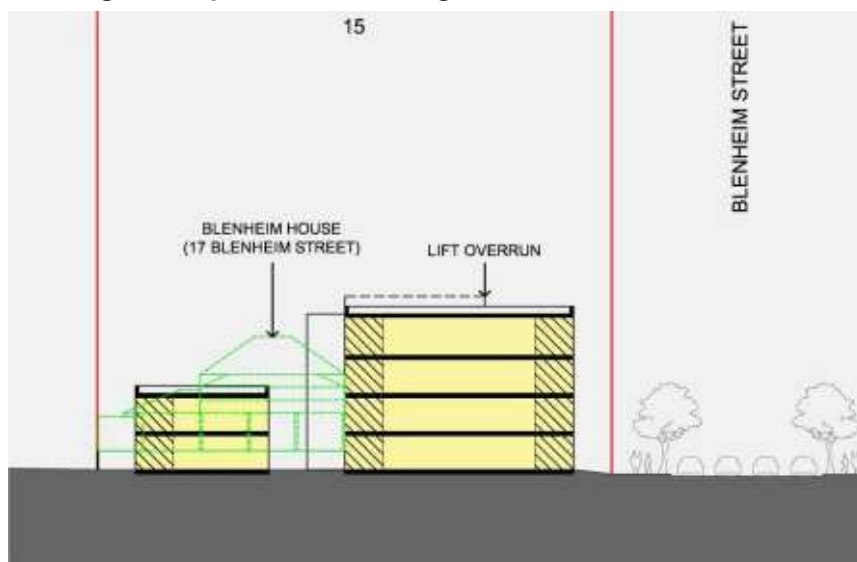 15
BLENHEIM STREET
BLENHEIM HOUSE
(17 BLENHEIM STREET)
LIFT OVERRUN